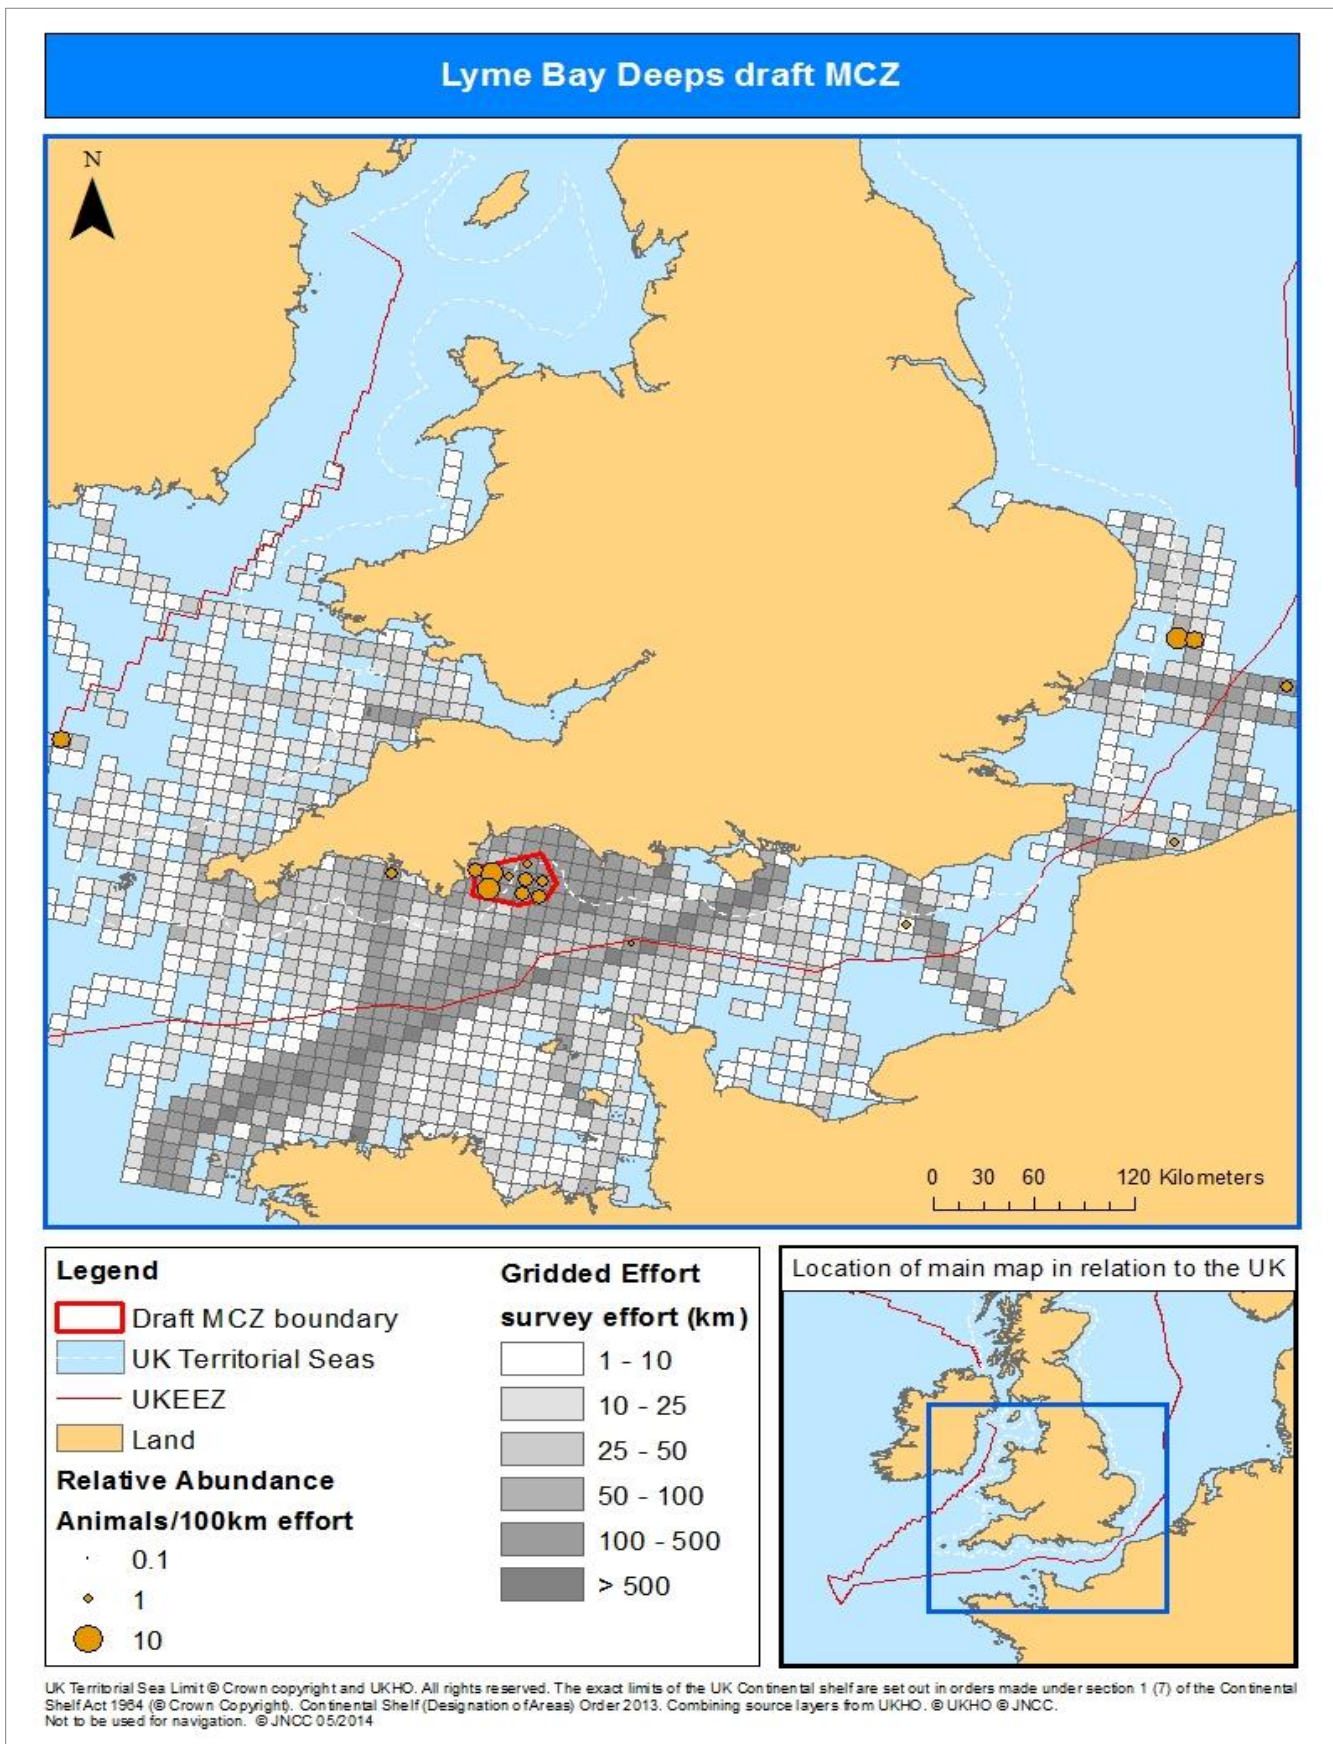 Lyme Bay Deeps draft MCZ
N
0 30 60 120 Kilometers
Legend
Draft MCZ boundary
UK Territorial Seas
UKEEZ
Land
Relative Abundance
Animals/100km effort
0.1
1
10
Gridded Effort
survey effort (km)
1 - 10
10 - 25
25 - 50
50 - 100
100 - 500
> 500
Location of main map in relation to the UK
UK Territorial Sea Limit © Crown copyright and UKHO. All rights reserved. The exact limits of the UK Continental shelf are set out in orders made under section 1 (7) of the Continental
Shelf Act 1964 (© Crown Copyright). Continental Shelf (Designation of Areas) Order 2013. Combining source layers from UKHO. © UKHO © JNCC.
Not to be used for navigation. © JNCC 05/2014